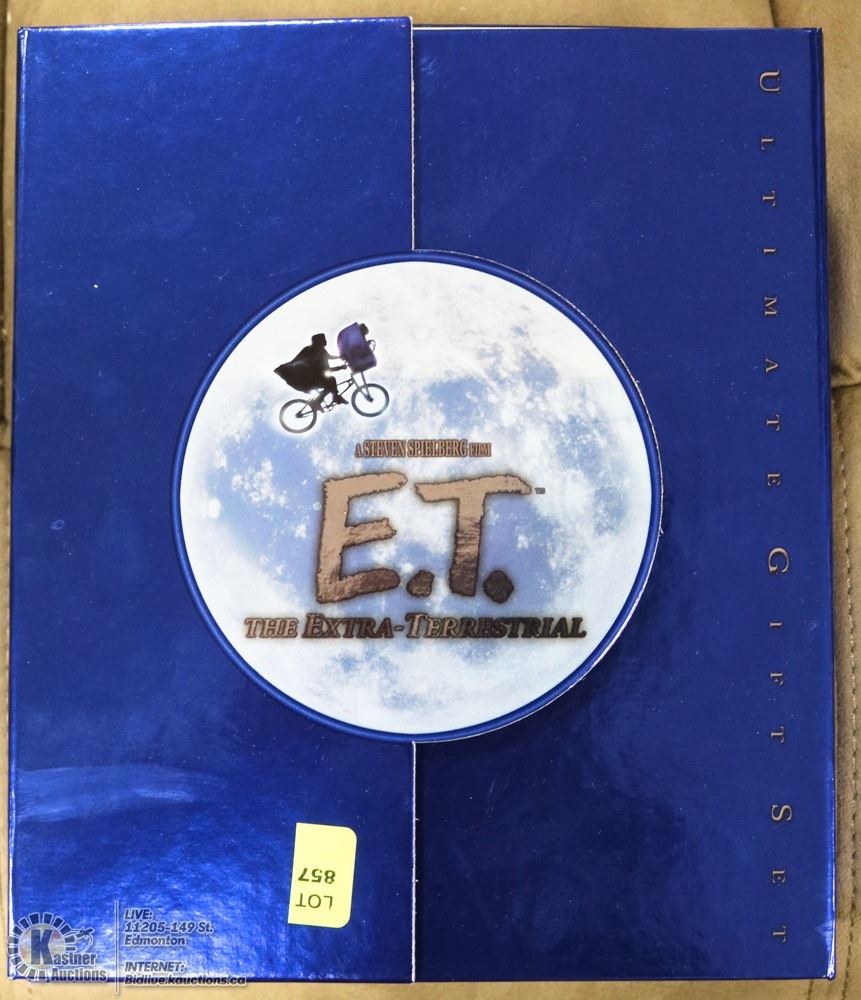 ULTIMATE GIFT SET
A STEVEN SPIELBERG FILM
E.T.™
THE EXTRA-TERRESTRIAL
LOT
857
Kastner
Auctions
LIVE:
11205-149 St.
Edmonton
INTERNET:
Bidlive.kauctions.ca